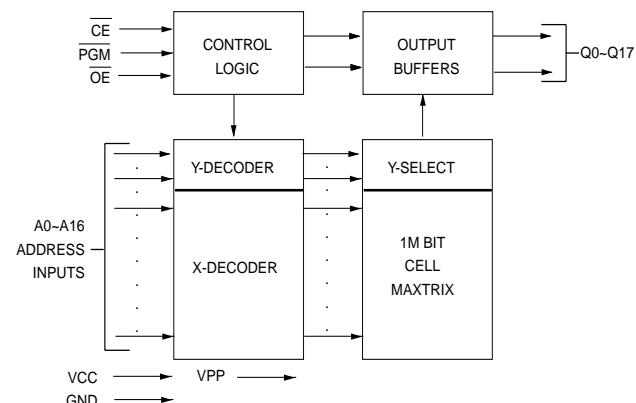 CE
PGM
OE
CONTROL
LOGIC
OUTPUT
BUFFERS
Q0~Q17
A0~A16
ADDRESS
INPUTS
Y-DECODER
X-DECODER
Y-SELECT
1M BIT
CELL
MAXTRIX
VCC
GND
VPP